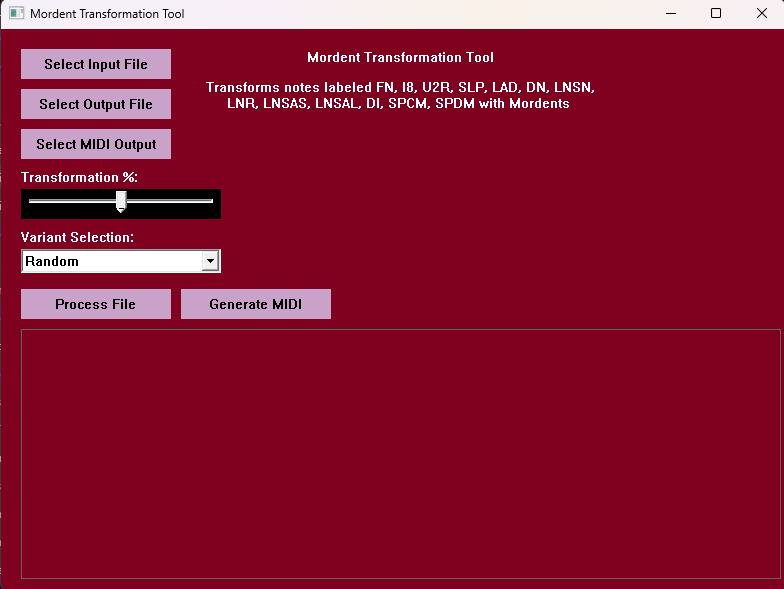 Mordent Transformation Tool
Select Input File
Mordent Transformation Tool
Transforms notes labeled FN, I8, U2R, SLP, LAD, DN, LNSN,
LNR, LNSAS, LNSAL, DI, SPCM, SPDM with Mordents
Select Output File
Select MIDI Output
Transformation %:
Variant Selection:
Random
Process File
Generate MIDI